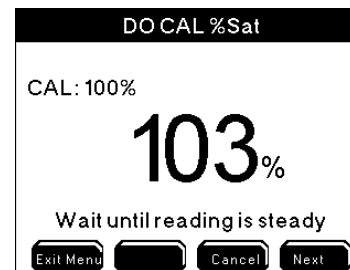 DO CAL %Sat
CAL: 100%
103%
Wait until reading is steady
Exit Menu Cancel Next